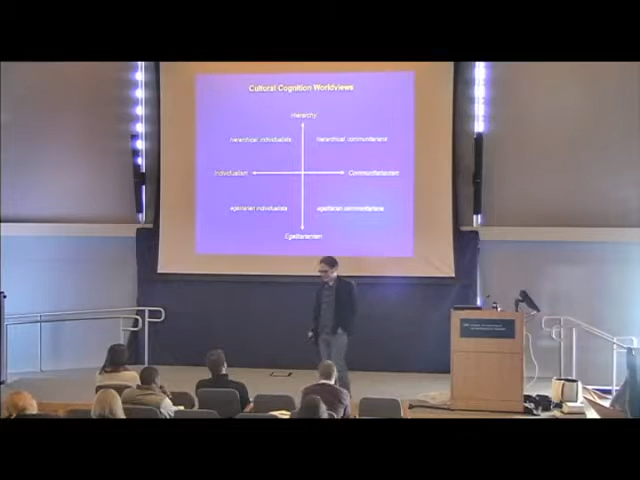 Cultural Cognition Worldviews
Hierarchy
hierarchical individualists
hierarchical communitarians
Individualism
Communitarianism
egalitarian individualists
egalitarian communitarians
Egalitarianism